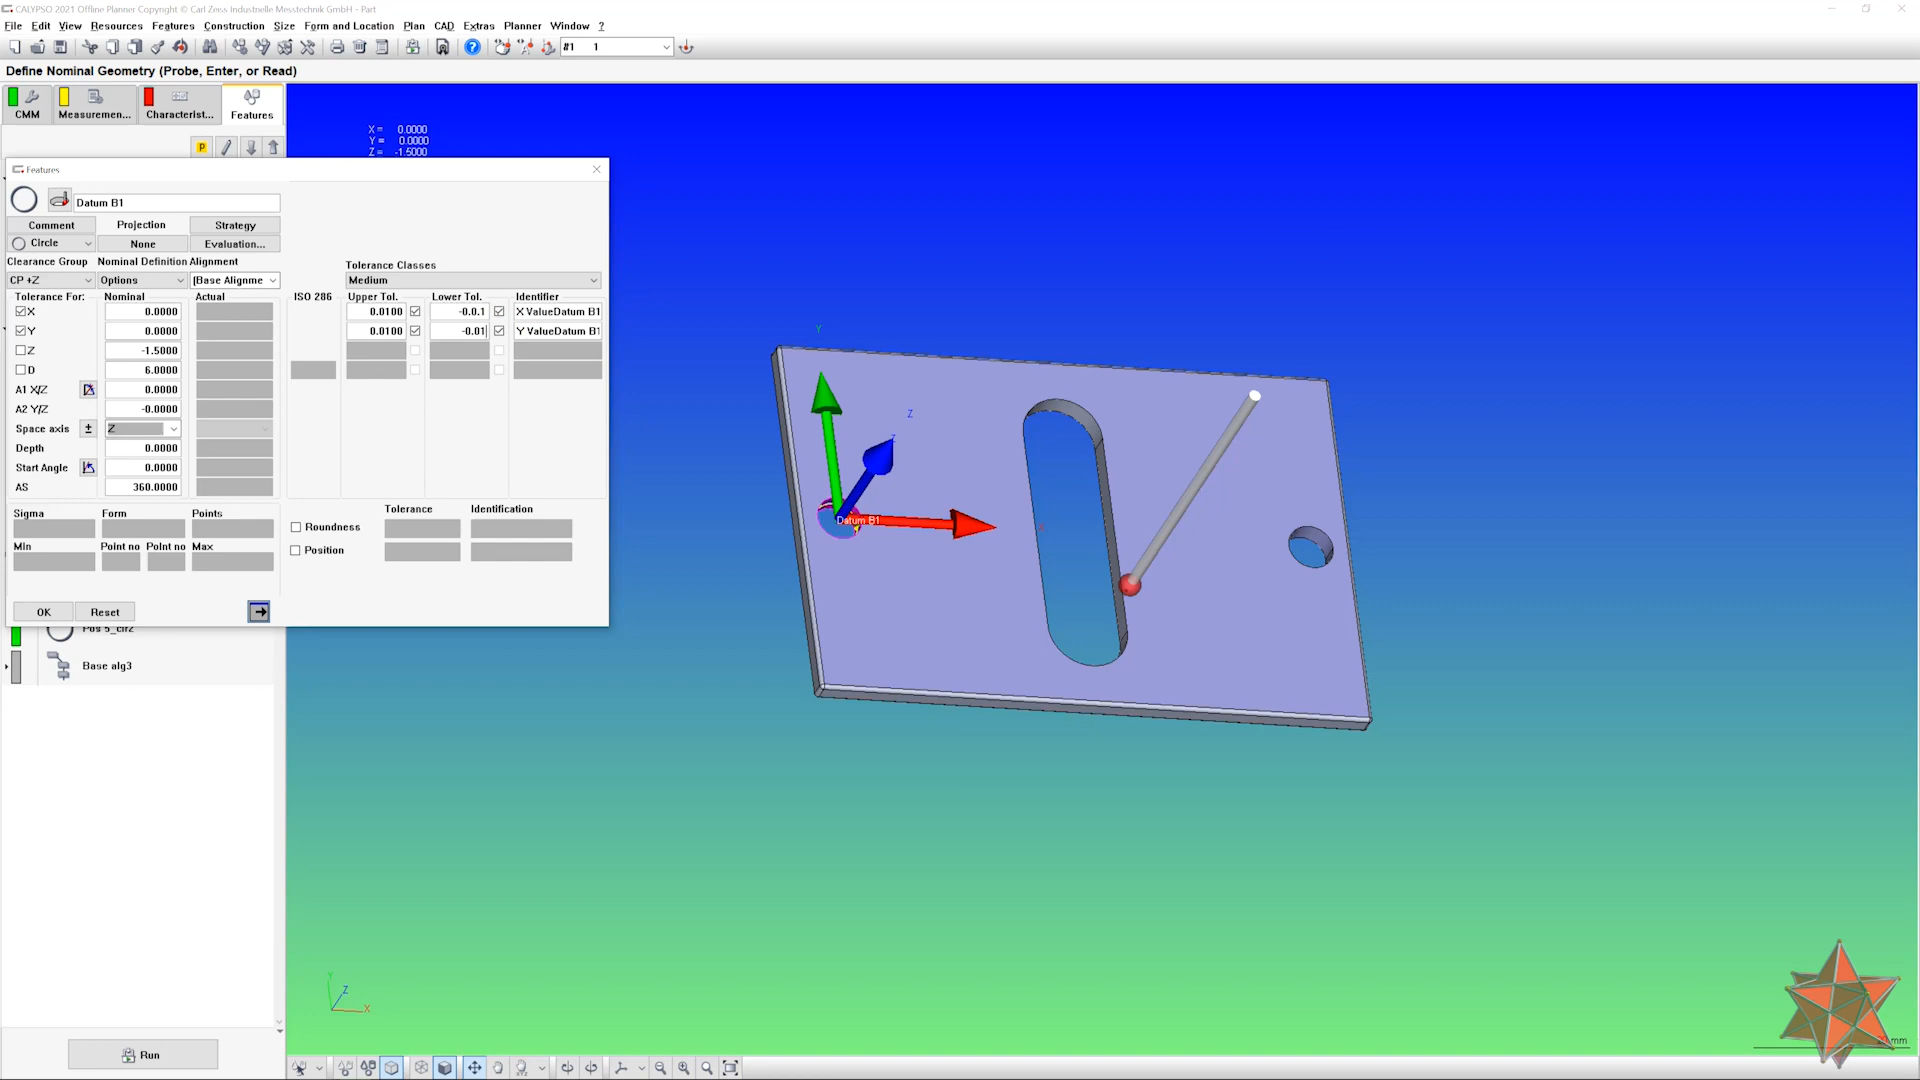 CALYPSO 2021 Offline Planner Copyright © Carl Zeiss Industrielle Messtechnik GmbH - Part
File Edit View Resources Features Construction Size Form and Location Plan CAD Extras Planner Window ?
#1 1
Define Nominal Geometry (Probe, Enter, or Read)
CMM Measuremen... Characterist... Features
P
X = 0.0000
Y = 0.0000
Z = -1.5000
Features
Datum B1
Comment Projection Strategy
Circle None Evaluation...
Clearance Group Nominal Definition Alignment
CP +Z Options [Base Alignme
Tolerance Classes
Medium
Tolerance For: Nominal Actual ISO 286 Upper Tol. Lower Tol. Identifier
X 0.0000 0.0100 -0.0.1 X ValueDatum B1
Y 0.0000 0.0100 -0.01 Y ValueDatum B1
Z -1.5000
D 6.0000
A1 X/Z 0.0000
A2 Y/Z -0.0000
Space axis ± Z
Depth 0.0000
Start Angle 0.0000
AS 360.0000
Sigma Form Points
Min Point no Point no Max
Tolerance Identification
Roundness
Position
OK Reset
Pos 5_cir2
Base alg3
Run
Y
Z
Z
Datum B1
X
Y
Z
X
mm